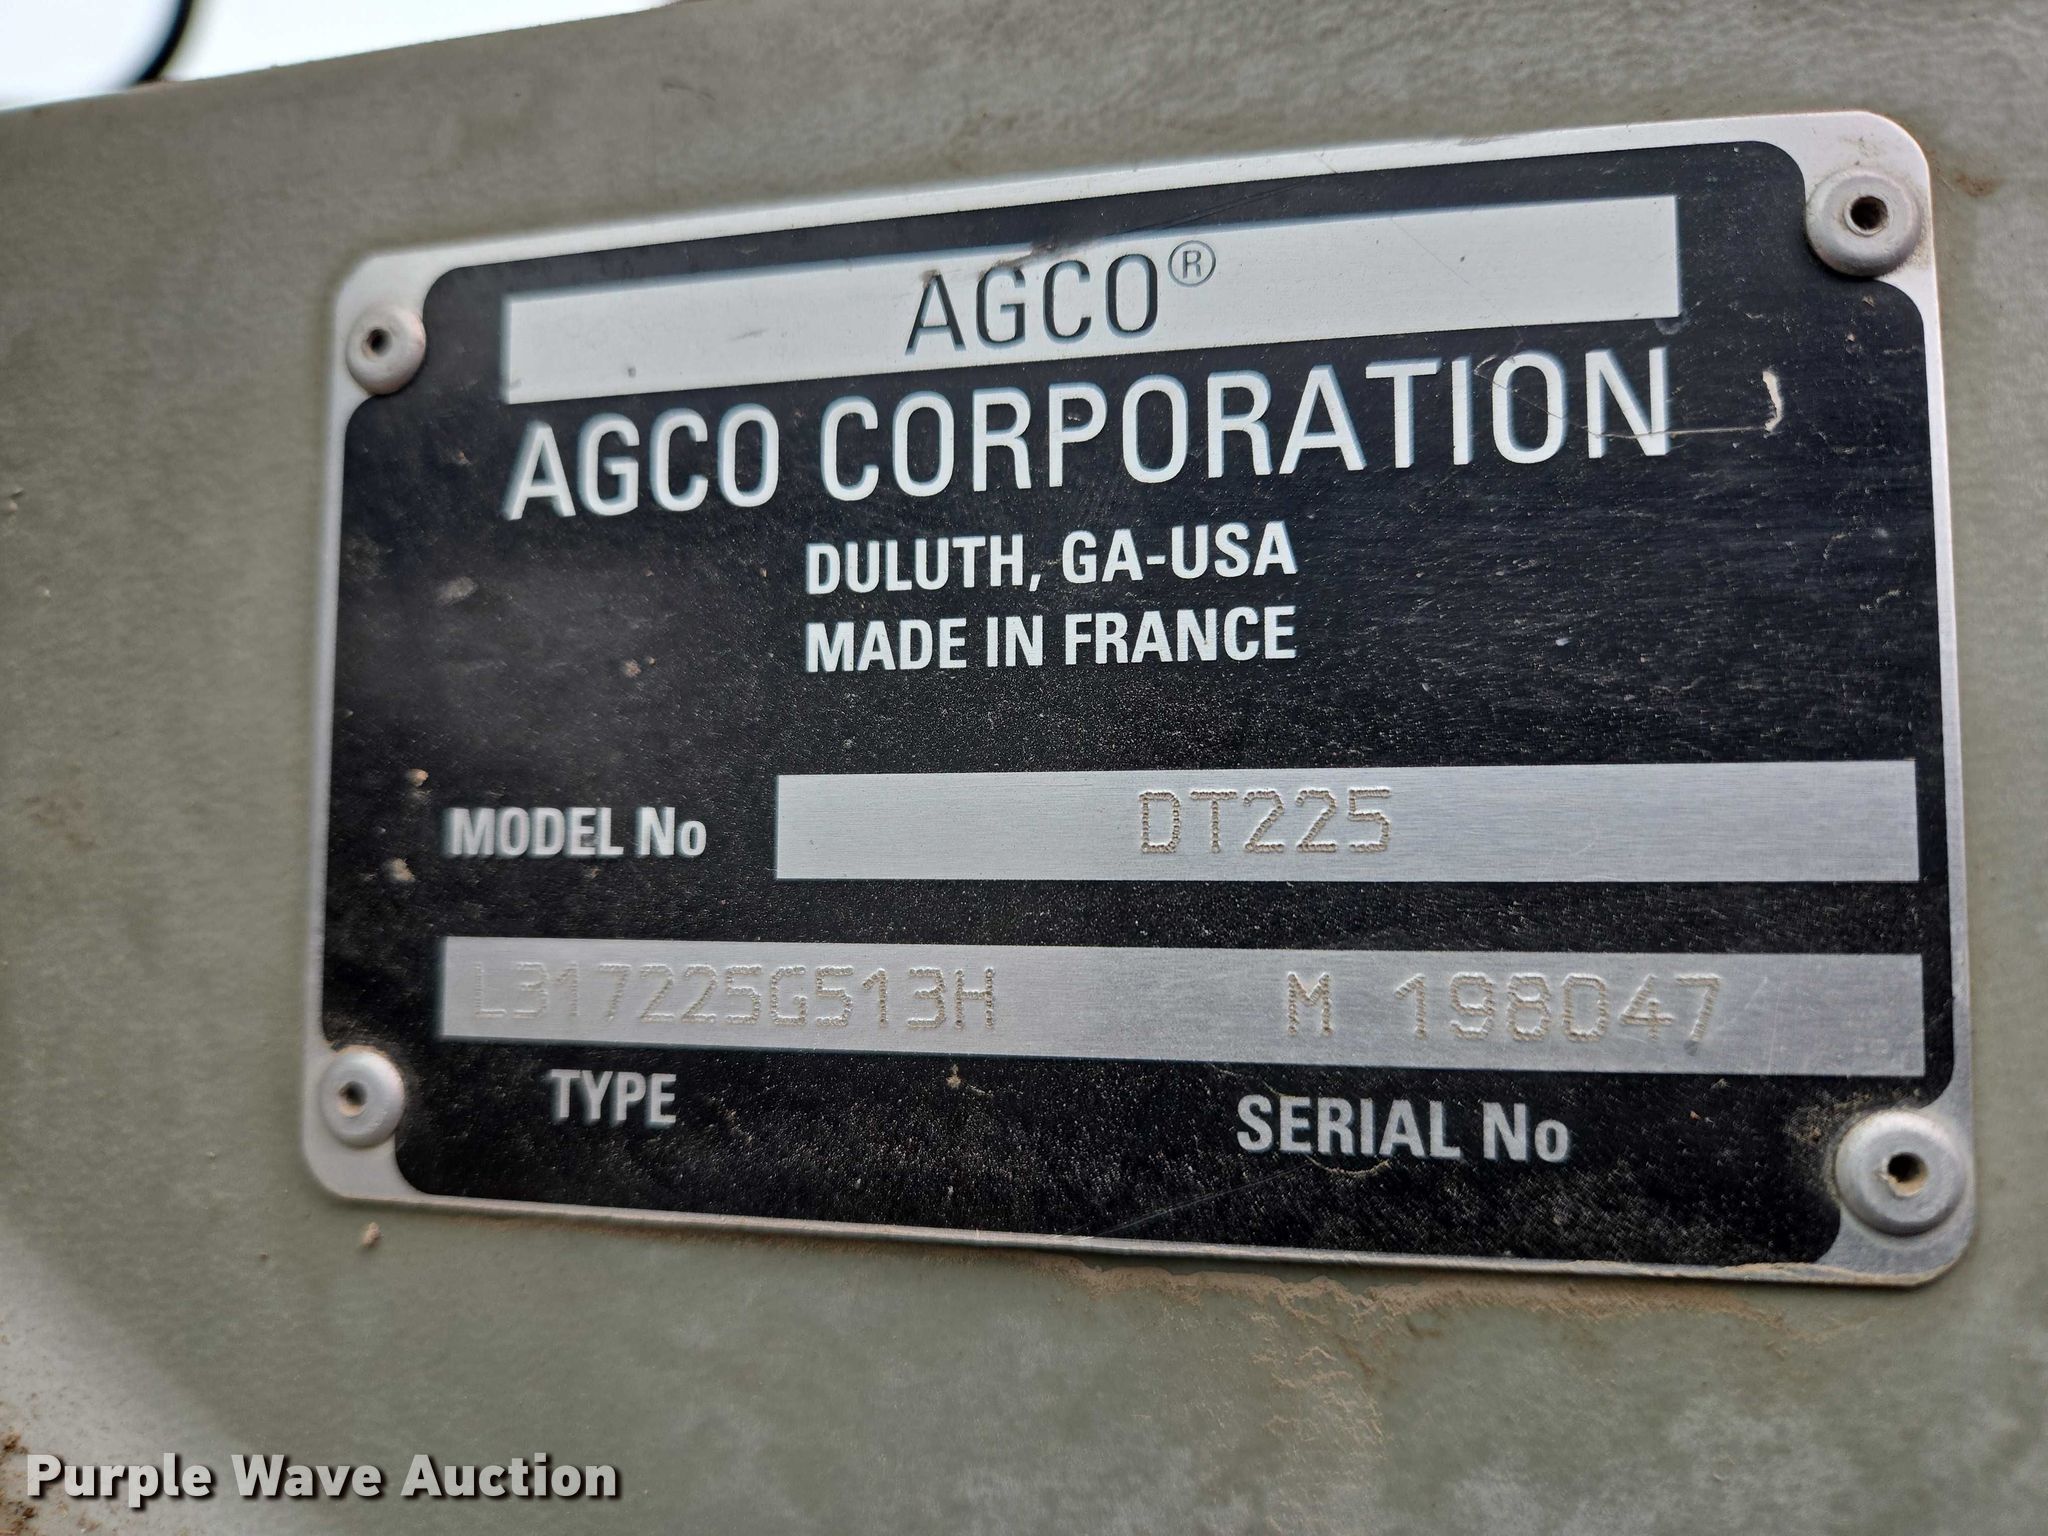 AGCO®
AGCO CORPORATION
DULUTH, GA-USA
MADE IN FRANCE
MODEL No DT225
L317225G513H M 198047
TYPE SERIAL No
Purple Wave Auction